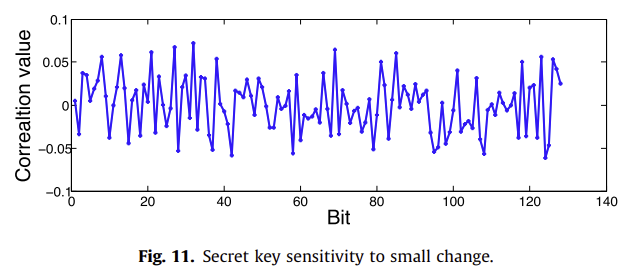 0.1
0.05
0
−0.05
−0.1
Correaltion value
0 20 40 60 80 100 120 140
Bit
Fig. 11. Secret key sensitivity to small change.